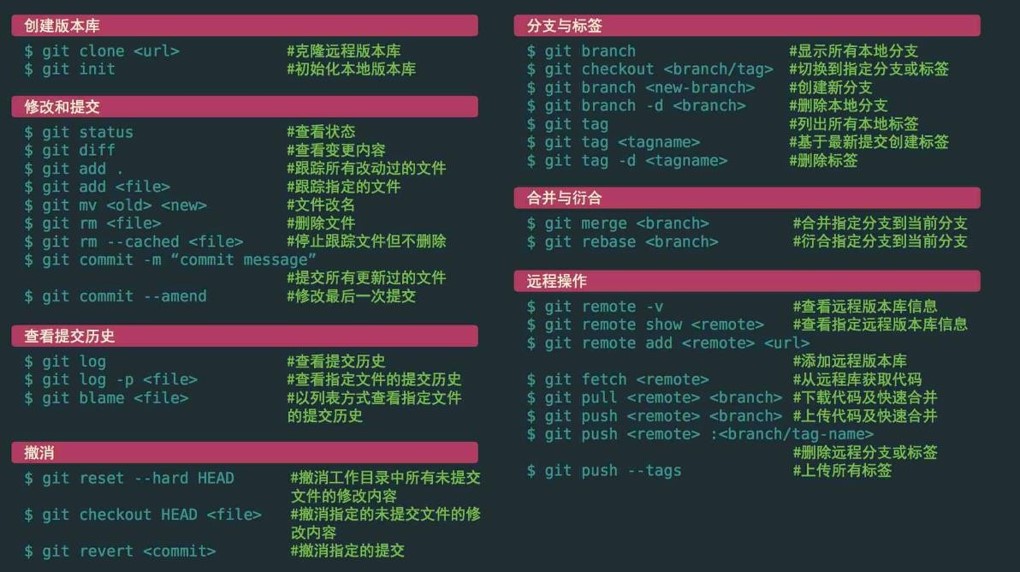 创建版本库
$ git clone <url> #克隆远程版本库
$ git init #初始化本地版本库
修改和提交
$ git status #查看状态
$ git diff #查看变更内容
$ git add . #跟踪所有改动过的文件
$ git add <file> #跟踪指定的文件
$ git mv <old> <new> #文件改名
$ git rm <file> #删除文件
$ git rm --cached <file> #停止跟踪文件但不删除
$ git commit -m “commit message”
#提交所有更新过的文件
$ git commit --amend #修改最后一次提交
查看提交历史
$ git log #查看提交历史
$ git log -p <file> #查看指定文件的提交历史
$ git blame <file> #以列表方式查看指定文件
的提交历史
撤消
$ git reset --hard HEAD #撤消工作目录中所有未提交
文件的修改内容
$ git checkout HEAD <file> #撤消指定的未提交文件的修
改内容
$ git revert <commit> #撤消指定的提交
分支与标签
$ git branch #显示所有本地分支
$ git checkout <branch/tag> #切换到指定分支或标签
$ git branch <new-branch> #创建新分支
$ git branch -d <branch> #删除本地分支
$ git tag #列出所有本地标签
$ git tag <tagname> #基于最新提交创建标签
$ git tag -d <tagname> #删除标签
合并与衍合
$ git merge <branch> #合并指定分支到当前分支
$ git rebase <branch> #衍合指定分支到当前分支
远程操作
$ git remote -v #查看远程版本库信息
$ git remote show <remote> #查看指定远程版本库信息
$ git remote add <remote> <url>
#添加远程版本库
$ git fetch <remote> #从远程库获取代码
$ git pull <remote> <branch> #下载代码及快速合并
$ git push <remote> <branch> #上传代码及快速合并
$ git push <remote> :<branch/tag-name>
#删除远程分支或标签
$ git push --tags #上传所有标签